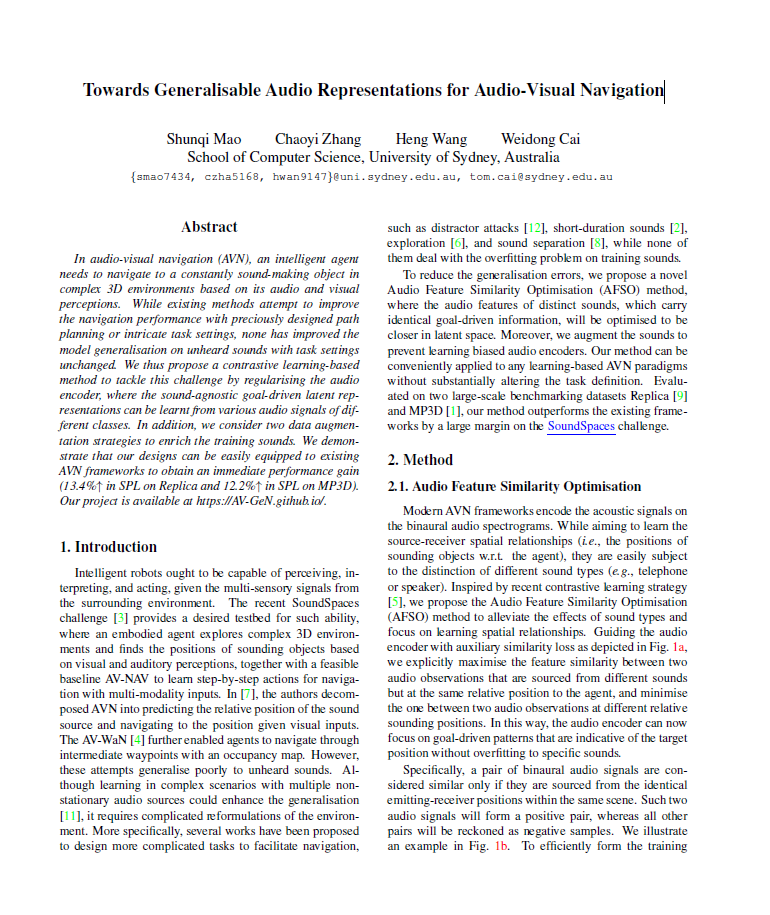 Towards Generalisable Audio Representations for Audio-Visual Navigation
Shunqi Mao Chaoyi Zhang Heng Wang Weidong Cai
School of Computer Science, University of Sydney, Australia
{smao7434, czha5168, hwan9147}@uni.sydney.edu.au, tom.cai@sydney.edu.au
Abstract
In audio-visual navigation (AVN), an intelligent agent
needs to navigate to a constantly sound-making object in
complex 3D environments based on its audio and visual
perceptions. While existing methods attempt to improve
the navigation performance with preciously designed path
planning or intricate task settings, none has improved the
model generalisation on unheard sounds with task settings
unchanged. We thus propose a contrastive learning-based
method to tackle this challenge by regularising the audio
encoder, where the sound-agnostic goal-driven latent rep-
resentations can be learnt from various audio signals of dif-
ferent classes. In addition, we consider two data augmen-
tation strategies to enrich the training sounds. We demon-
strate that our designs can be easily equipped to existing
AVN frameworks to obtain an immediate performance gain
(13.4%↑ in SPL on Replica and 12.2%↑ in SPL on MP3D).
Our project is available at https://AV-GeN.github.io/.
1. Introduction
Intelligent robots ought to be capable of perceiving, in-
terpreting, and acting, given the multi-sensory signals from
the surrounding environment. The recent SoundSpaces
challenge [3] provides a desired testbed for such ability,
where an embodied agent explores complex 3D environ-
ments and finds the positions of sounding objects based
on visual and auditory perceptions, together with a feasible
baseline AV-NAV to learn step-by-step actions for naviga-
tion with multi-modality inputs. In [7], the authors decom-
posed AVN into predicting the relative position of the sound
source and navigating to the position given visual inputs.
The AV-WaN [4] further enabled agents to navigate through
intermediate waypoints with an occupancy map. However,
these attempts generalise poorly to unheard sounds. Al-
though learning in complex scenarios with multiple non-
stationary audio sources could enhance the generalisation
[11], it requires complicated reformulations of the environ-
ment. More specifically, several works have been proposed
to design more complicated tasks to facilitate navigation,
such as distractor attacks [12], short-duration sounds [2],
exploration [6], and sound separation [8], while none of
them deal with the overfitting problem on training sounds.
To reduce the generalisation errors, we propose a novel
Audio Feature Similarity Optimisation (AFSO) method,
where the audio features of distinct sounds, which carry
identical goal-driven information, will be optimised to be
closer in latent space. Moreover, we augment the sounds to
prevent learning biased audio encoders. Our method can be
conveniently applied to any learning-based AVN paradigms
without substantially altering the task definition. Evalu-
ated on two large-scale benchmarking datasets Replica [9]
and MP3D [1], our method outperforms the existing frame-
works by a large margin on the SoundSpaces challenge.
2. Method
2.1. Audio Feature Similarity Optimisation
Modern AVN frameworks encode the acoustic signals on
the binaural audio spectrograms. While aiming to learn the
source-receiver spatial relationships (i.e., the positions of
sounding objects w.r.t. the agent), they are easily subject
to the distinction of different sound types (e.g., telephone
or speaker). Inspired by recent contrastive learning strategy
[5], we propose the Audio Feature Similarity Optimisation
(AFSO) method to alleviate the effects of sound types and
focus on learning spatial relationships. Guiding the audio
encoder with auxiliary similarity loss as depicted in Fig. 1a,
we explicitly maximise the feature similarity between two
audio observations that are sourced from different sounds
but at the same relative position to the agent, and minimise
the one between two audio observations at different relative
sounding positions. In this way, the audio encoder can now
focus on goal-driven patterns that are indicative of the target
position without overfitting to specific sounds.
Specifically, a pair of binaural audio signals are con-
sidered similar only if they are sourced from the identical
emitting-receiver positions within the same scene. Such two
audio signals will form a positive pair, whereas all other
pairs will be reckoned as negative samples. We illustrate
an example in Fig. 1b. To efficiently form the training